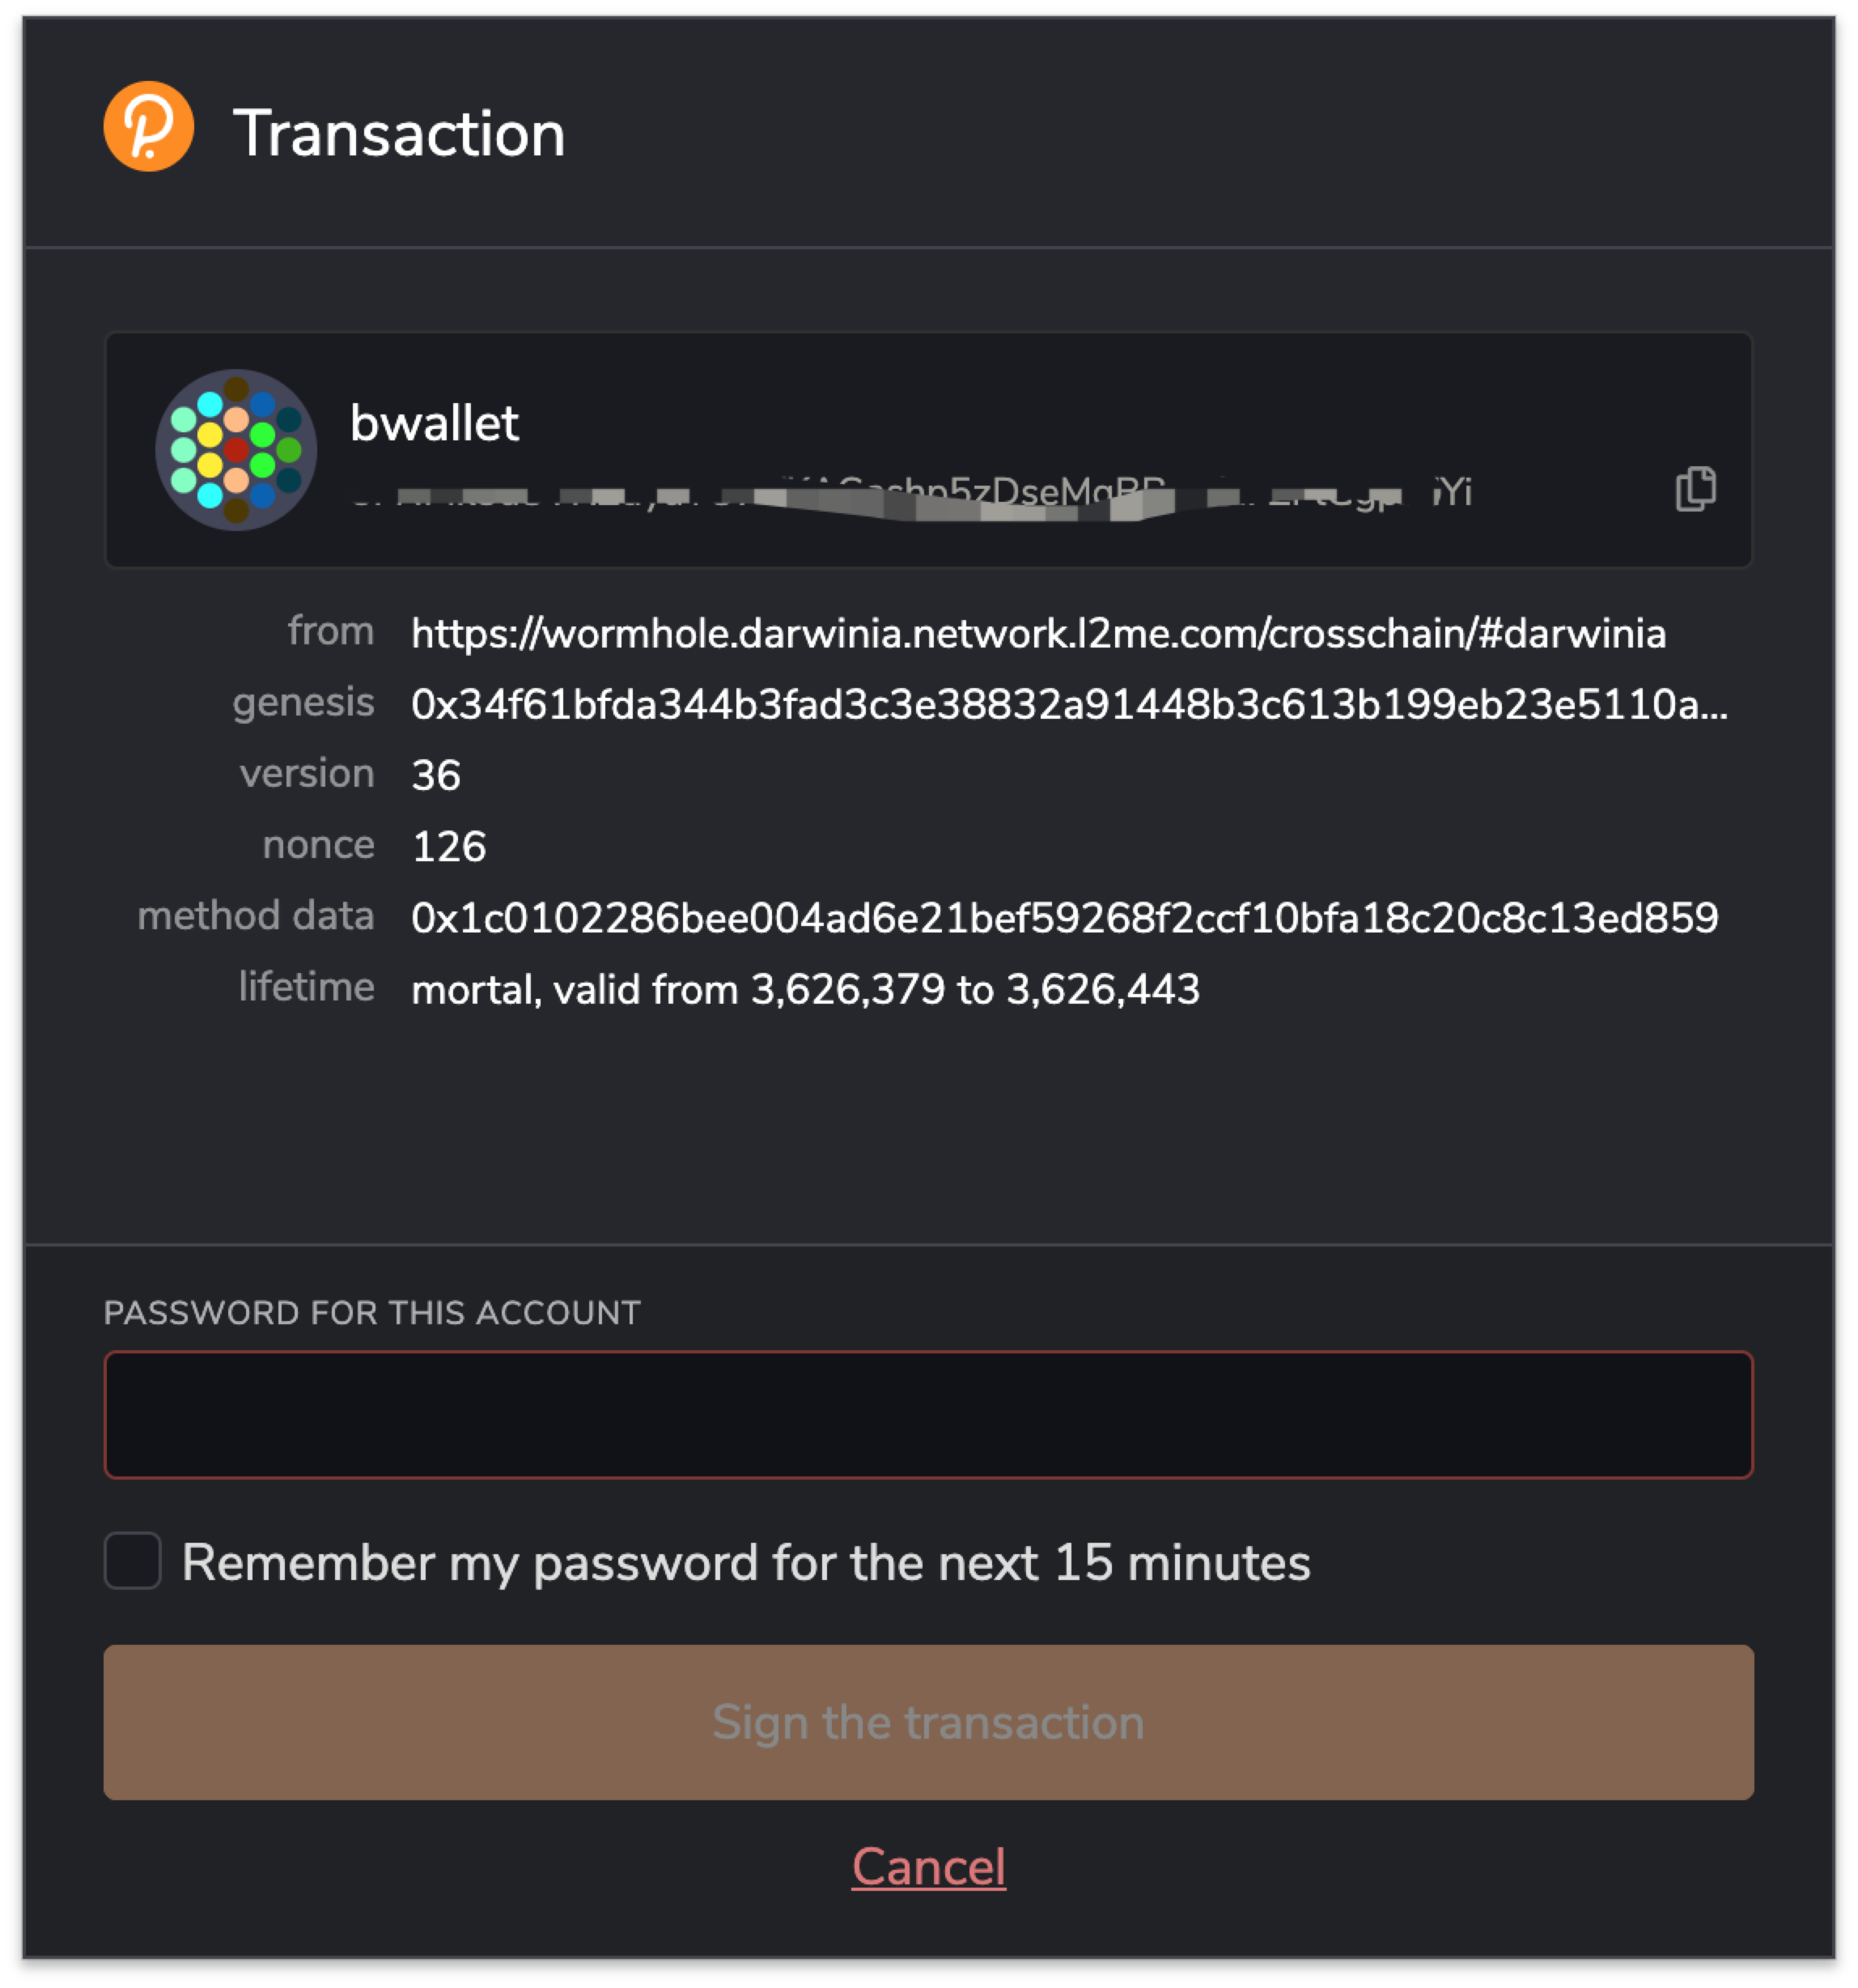 Transaction
bwallet
from https://wormhole.darwinia.network.l2me.com/crosschain/#darwinia
genesis 0x34f61bfda344b3fad3c3e38832a91448b3c613b199eb23e5110a...
version 36
nonce 126
method data 0x1c0102286bee004ad6e21bef59268f2ccf10bfa18c20c8c13ed859
lifetime mortal, valid from 3,626,379 to 3,626,443
PASSWORD FOR THIS ACCOUNT
Remember my password for the next 15 minutes
Sign the transaction
Cancel